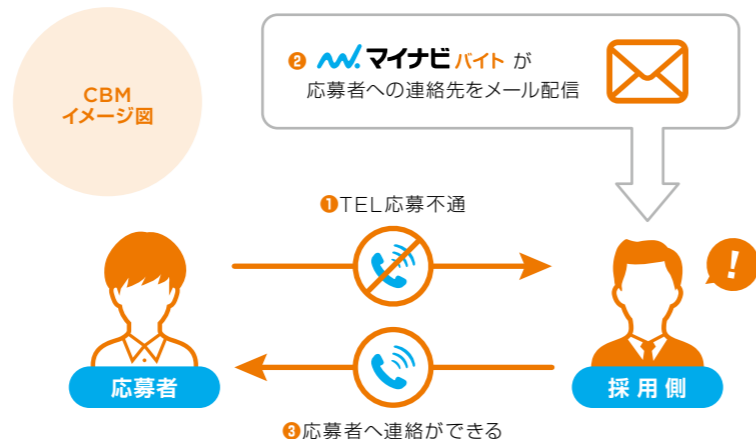 CBM
イメージ図
❷ マイナビバイト が
応募者への連絡先をメール配信
❶TEL応募不通
!
応募者
採用側
❸応募者へ連絡ができる